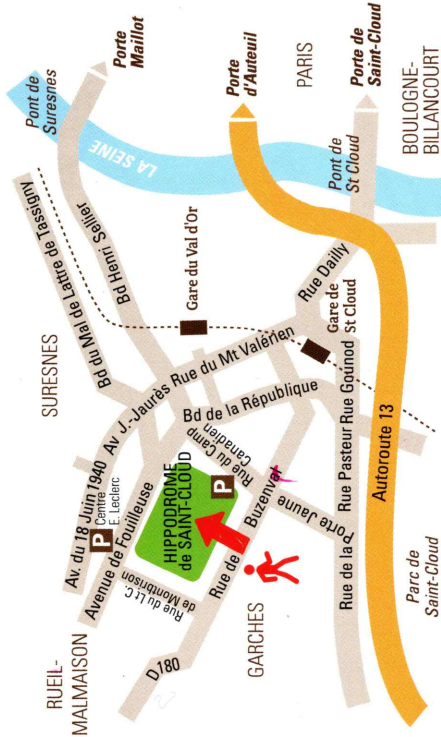 Pont de
Suresnes
Porte
Maillot
Porte
d'Auteuil
PARIS
Porte de
Saint-Cloud
BOULOGNE-
BILLANCOURT
LA SEINE
Pont de
St Cloud
SURESNES
Bd du Mal de Lattre de Tassigny
Bd Henri Sellier
Gare du Val d'Or
Rue Dailly
Gare de
St Cloud
Av. du 18 Juin 1940
Av J.-Jaurès
Rue du Mt Valérien
Bd de la République
P
Centre
E. Leclerc
Avenue de Fouilleuse
HIPPODROME
de SAINT-CLOUD
P
Rue du Camp
Canadien
Rue du Lt C.
de Montbrison
Rue de Buzenval
Rue de la Porte Jaune
Rue Pasteur
Rue Gounod
Autoroute 13
RUEIL-
MALMAISON
D180
GARCHES
Parc de
Saint-Cloud